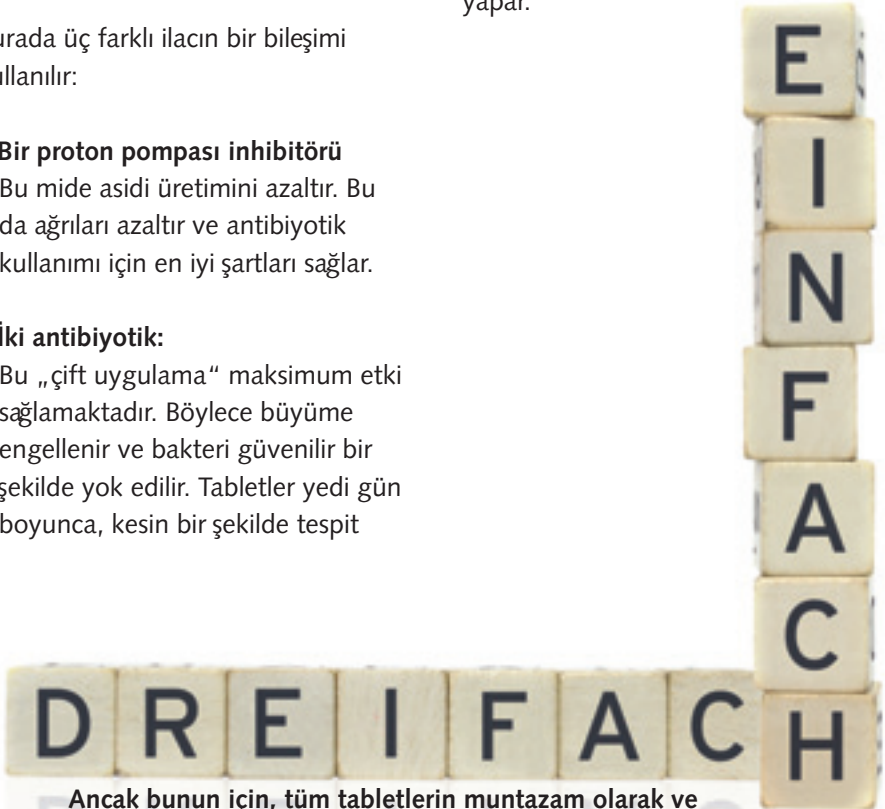 yapar.
urada üç farklı ilacın bir bileşimi
ullanılır:
Bir proton pompası inhibitörü
Bu mide asidi üretimini azaltır. Bu
da ağrıları azaltır ve antibiyotik
kullanımı için en iyi şartları sağlar.
İki antibiyotik:
Bu „çift uygulama“ maksimum etki
sağlamaktadır. Böylece büyüme
engellenir ve bakteri güvenilir bir
şekilde yok edilir. Tabletler yedi gün
boyunca, kesin bir şekilde tespit
EINFACH
DREIFACH
Ancak bunun için, tüm tabletlerin muntazam olarak ve